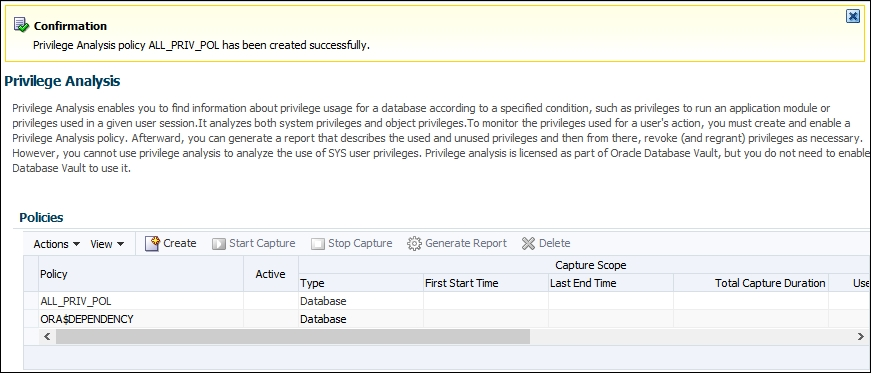 Confirmation
Privilege Analysis policy ALL_PRIV_POL has been created successfully.
Privilege Analysis
Privilege Analysis enables you to find information about privilege usage for a database according to a specified condition, such as privileges to run an application module or
privileges used in a given user session.It analyzes both system privileges and object privileges.To monitor the privileges used for a user's action, you must create and enable a
Privilege Analysis policy. Afterward, you can generate a report that describes the used and unused privileges and then from there, revoke (and regrant) privileges as necessary.
However, you cannot use privilege analysis to analyze the use of SYS user privileges. Privilege analysis is licensed as part of Oracle Database Vault, but you do not need to enable
Database Vault to use it.
Policies
Actions View Create Start Capture Stop Capture Generate Report Delete
Policy Active Capture Scope
Type First Start Time Last End Time Total Capture Duration Use
ALL_PRIV_POL Database
ORA$DEPENDENCY Database